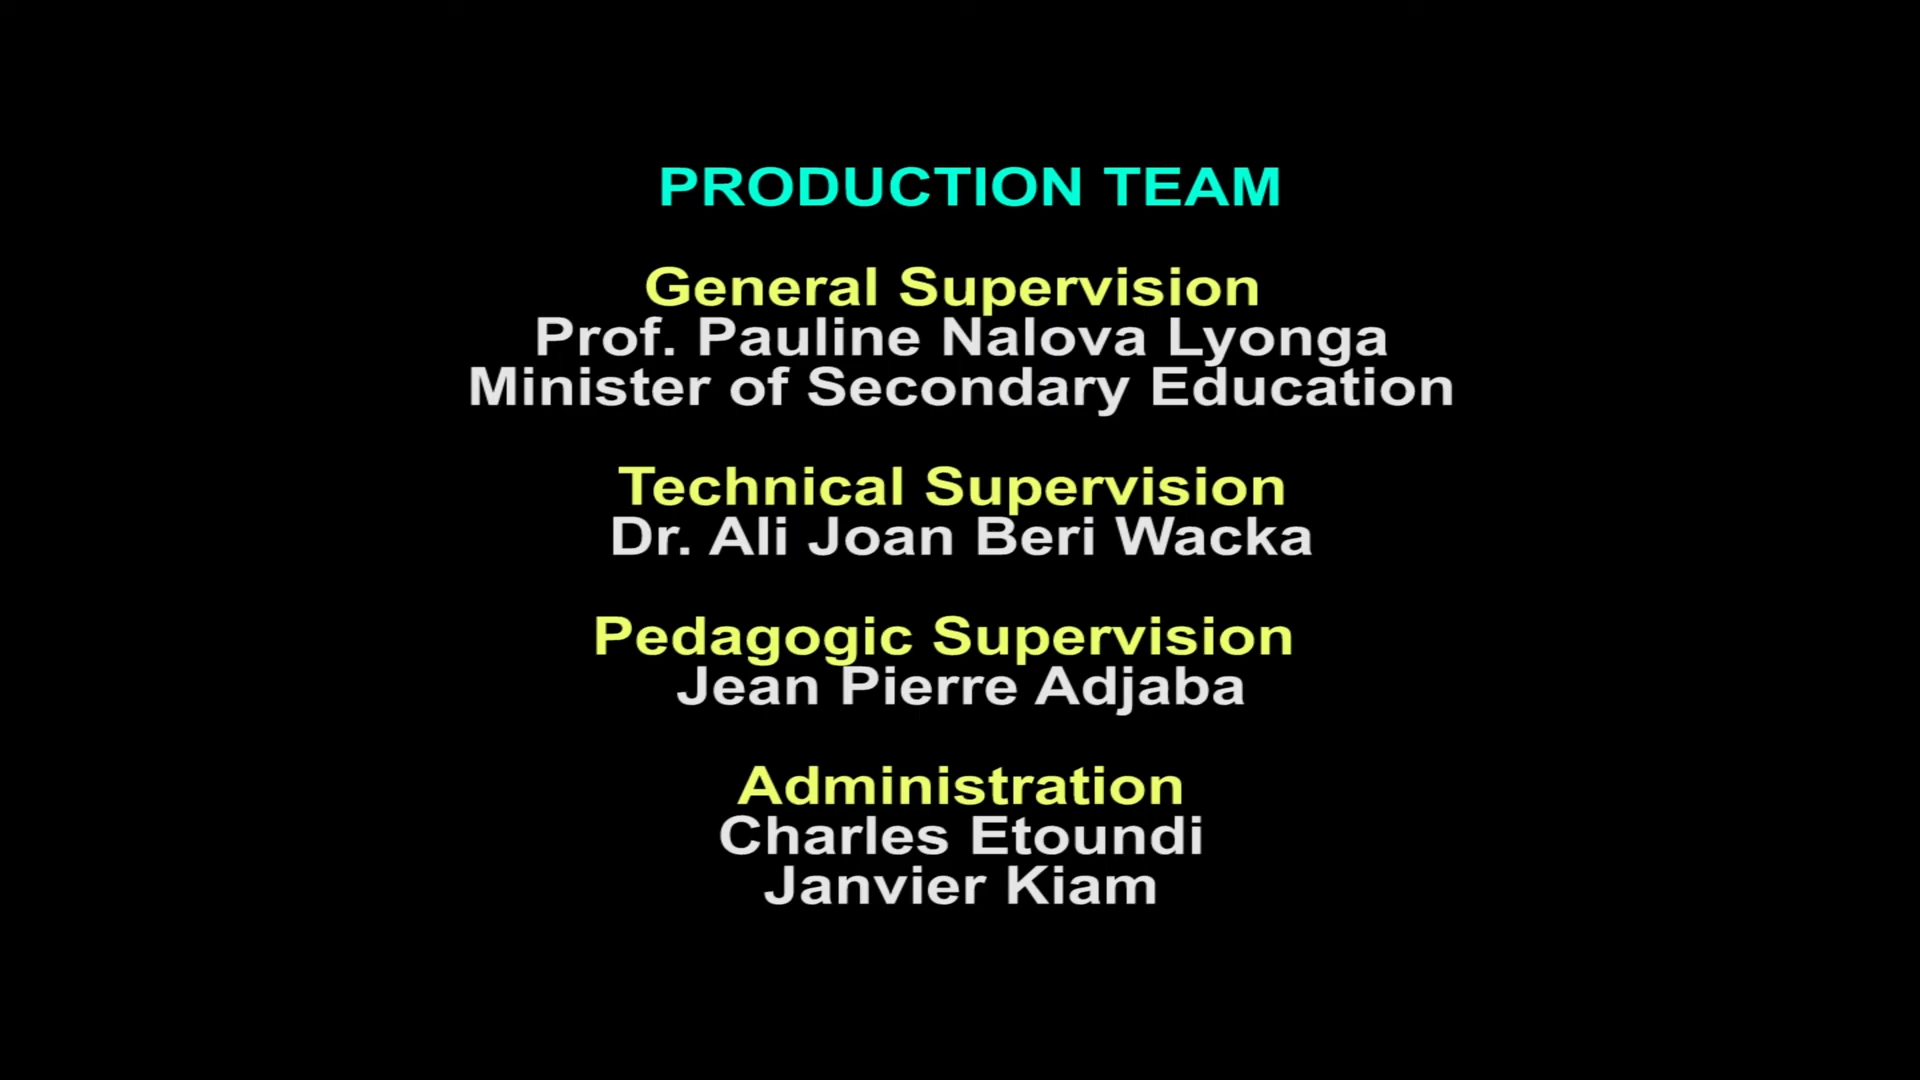 PRODUCTION TEAM
General Supervision
Prof. Pauline Nalova Lyonga
Minister of Secondary Education
Technical Supervision
Dr. Ali Joan Beri Wacka
Pedagogic Supervision
Jean Pierre Adjaba
Administration
Charles Etoundi
Janvier Kiam